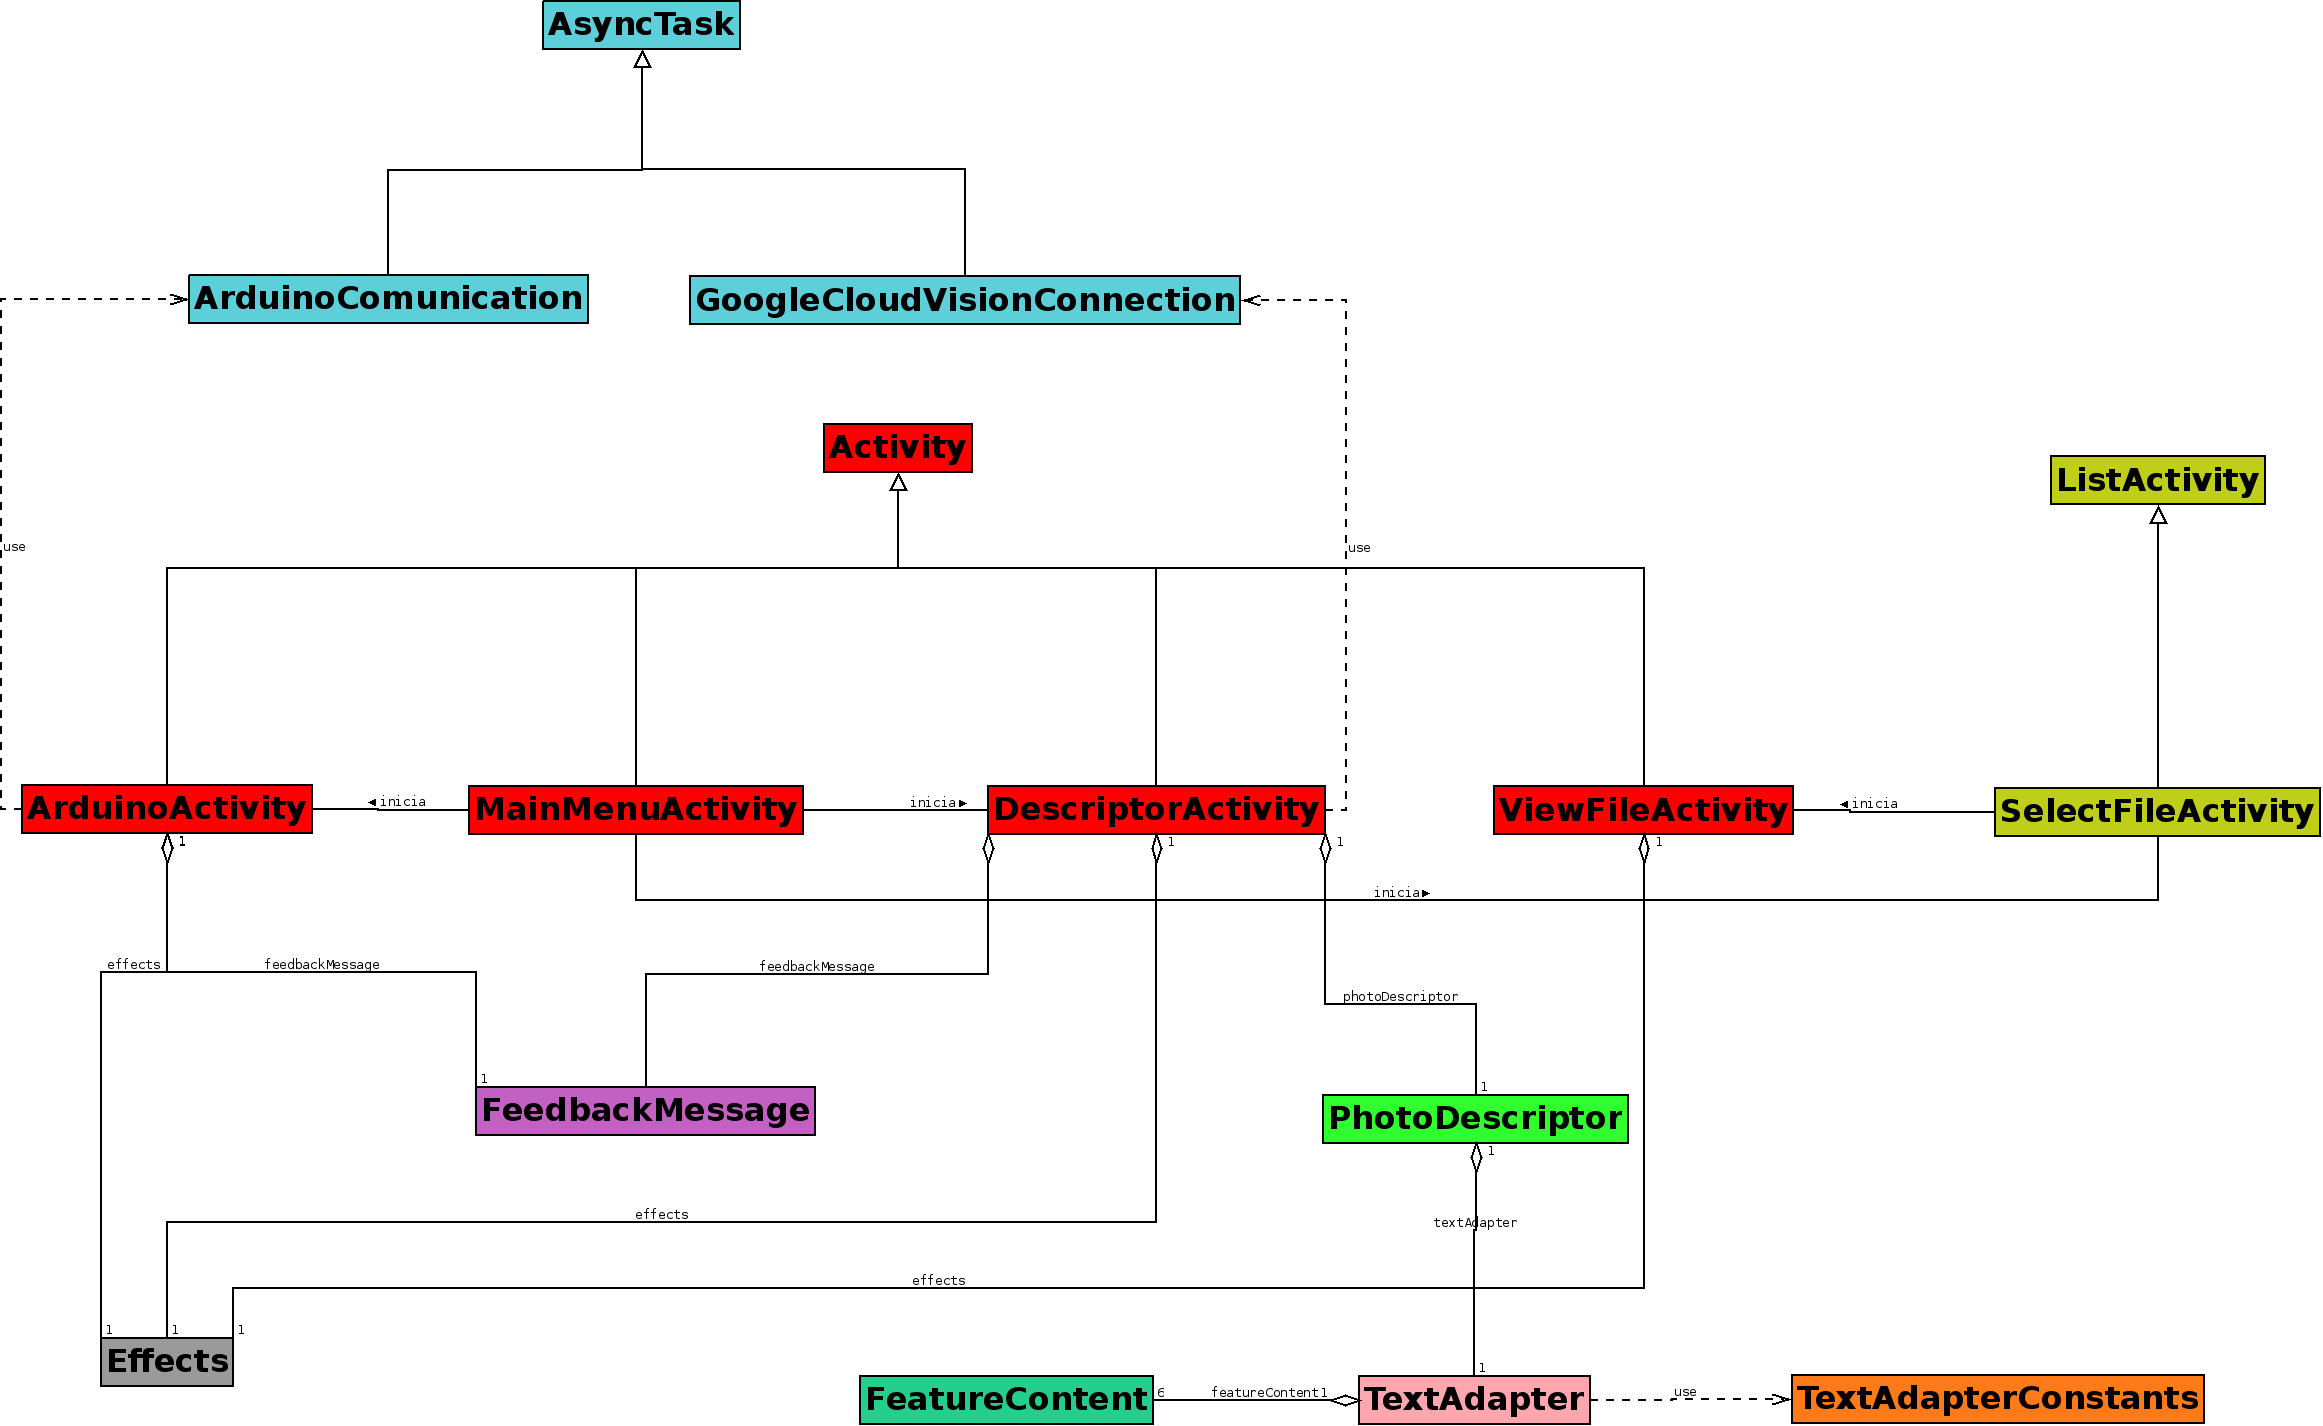 AsyncTask
ArduinoComunication
GoogleCloudVisionConnection
Activity
ListActivity
use
use
ArduinoActivity
◄inicia
MainMenuActivity
inicia►
DescriptorActivity
ViewFileActivity
◄inicia
SelectFileActivity
1
1
1
1
inicia►
effects
feedbackMessage
feedbackMessage
photoDescriptor
1
FeedbackMessage
1
PhotoDescriptor
1
effects
textAdapter
effects
1
1
1
Effects
1
FeatureContent
6
featureContent
1
TextAdapter
use
TextAdapterConstants